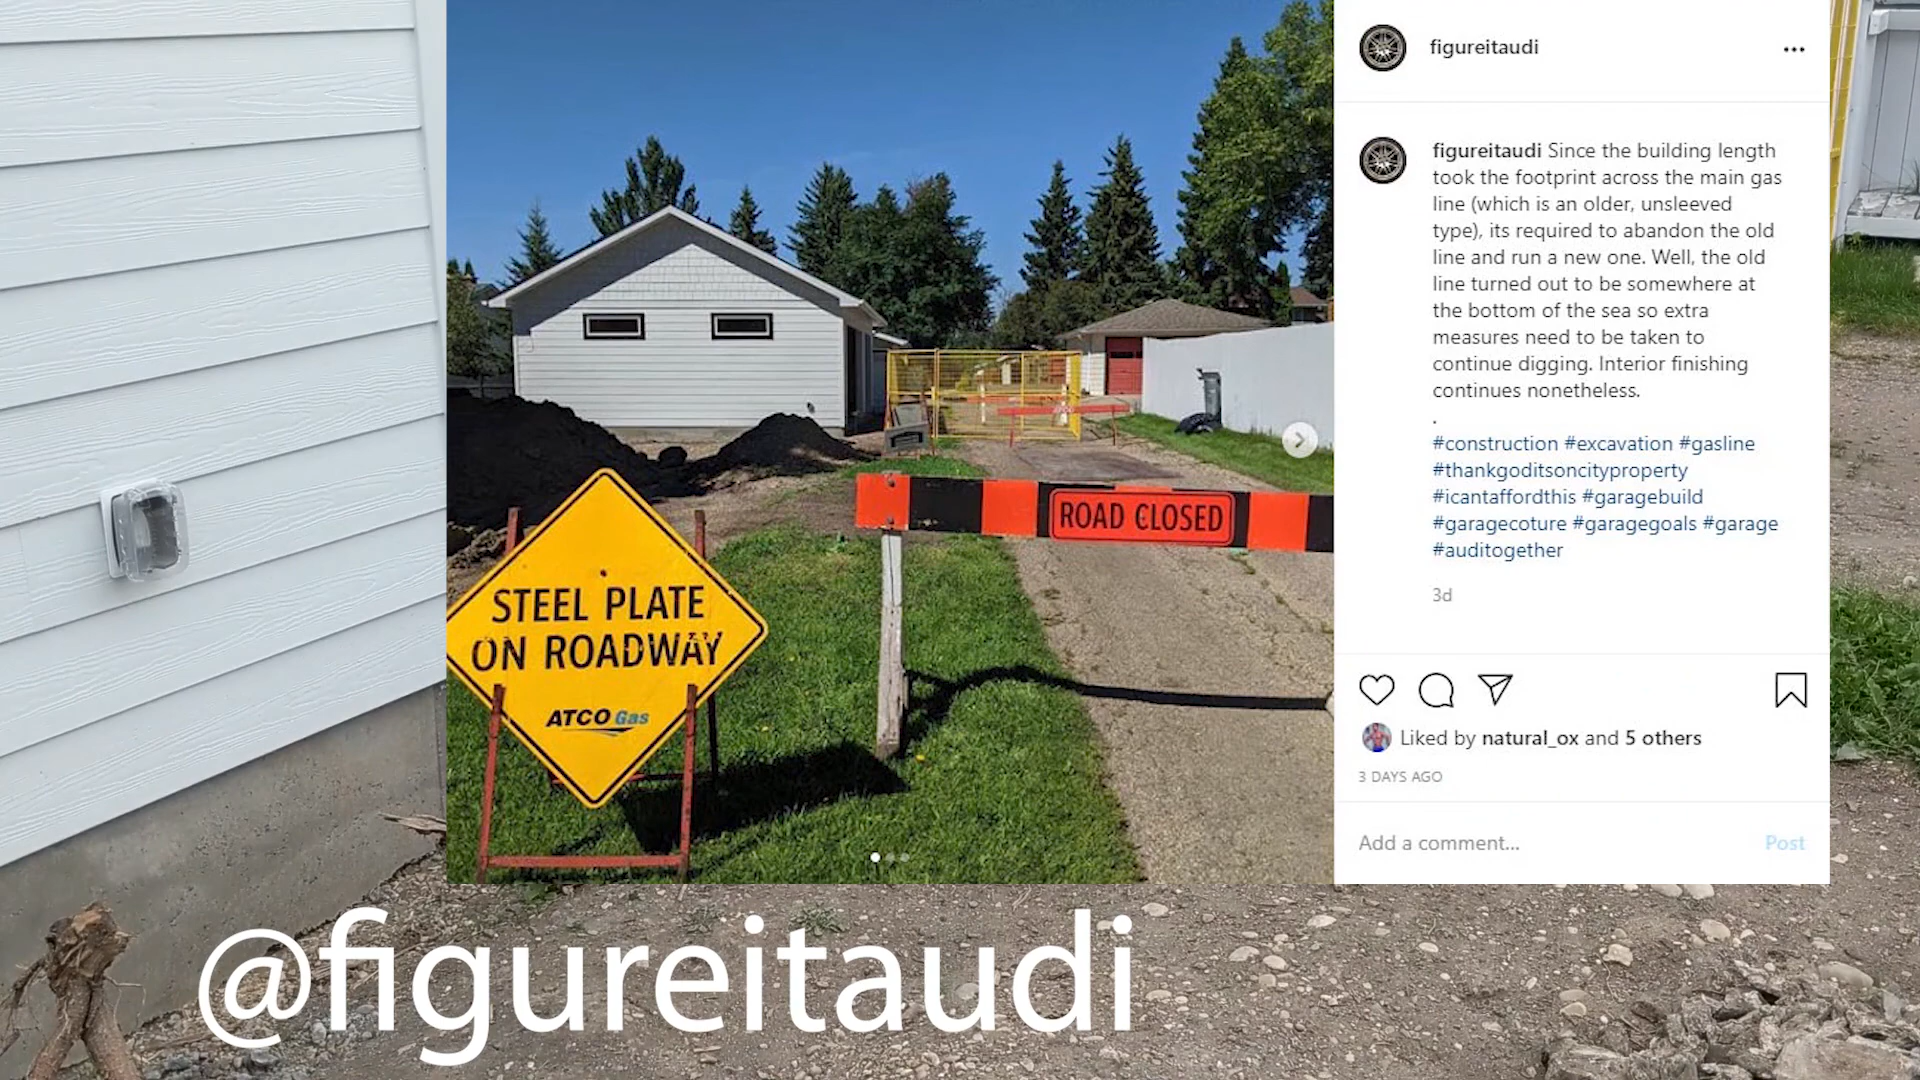 figureitaudi
figureitaudi Since the building length
took the footprint across the main gas
line (which is an older, unsleeved
type), its required to abandon the old
line and run a new one. Well, the old
line turned out to be somewhere at
the bottom of the sea so extra
measures need to be taken to
continue digging. Interior finishing
continues nonetheless.
.
#construction #excavation #gasline
#thankgoditsoncityproperty
#icantaffordthis #garagebuild
#garagecoture #garagegoals #garage
#auditogether
3d
Liked by natural_ox and 5 others
3 DAYS AGO
Add a comment... Post
ROAD CLOSED
STEEL PLATE
ON ROADWAY
ATCO Gas
@figureitaudi